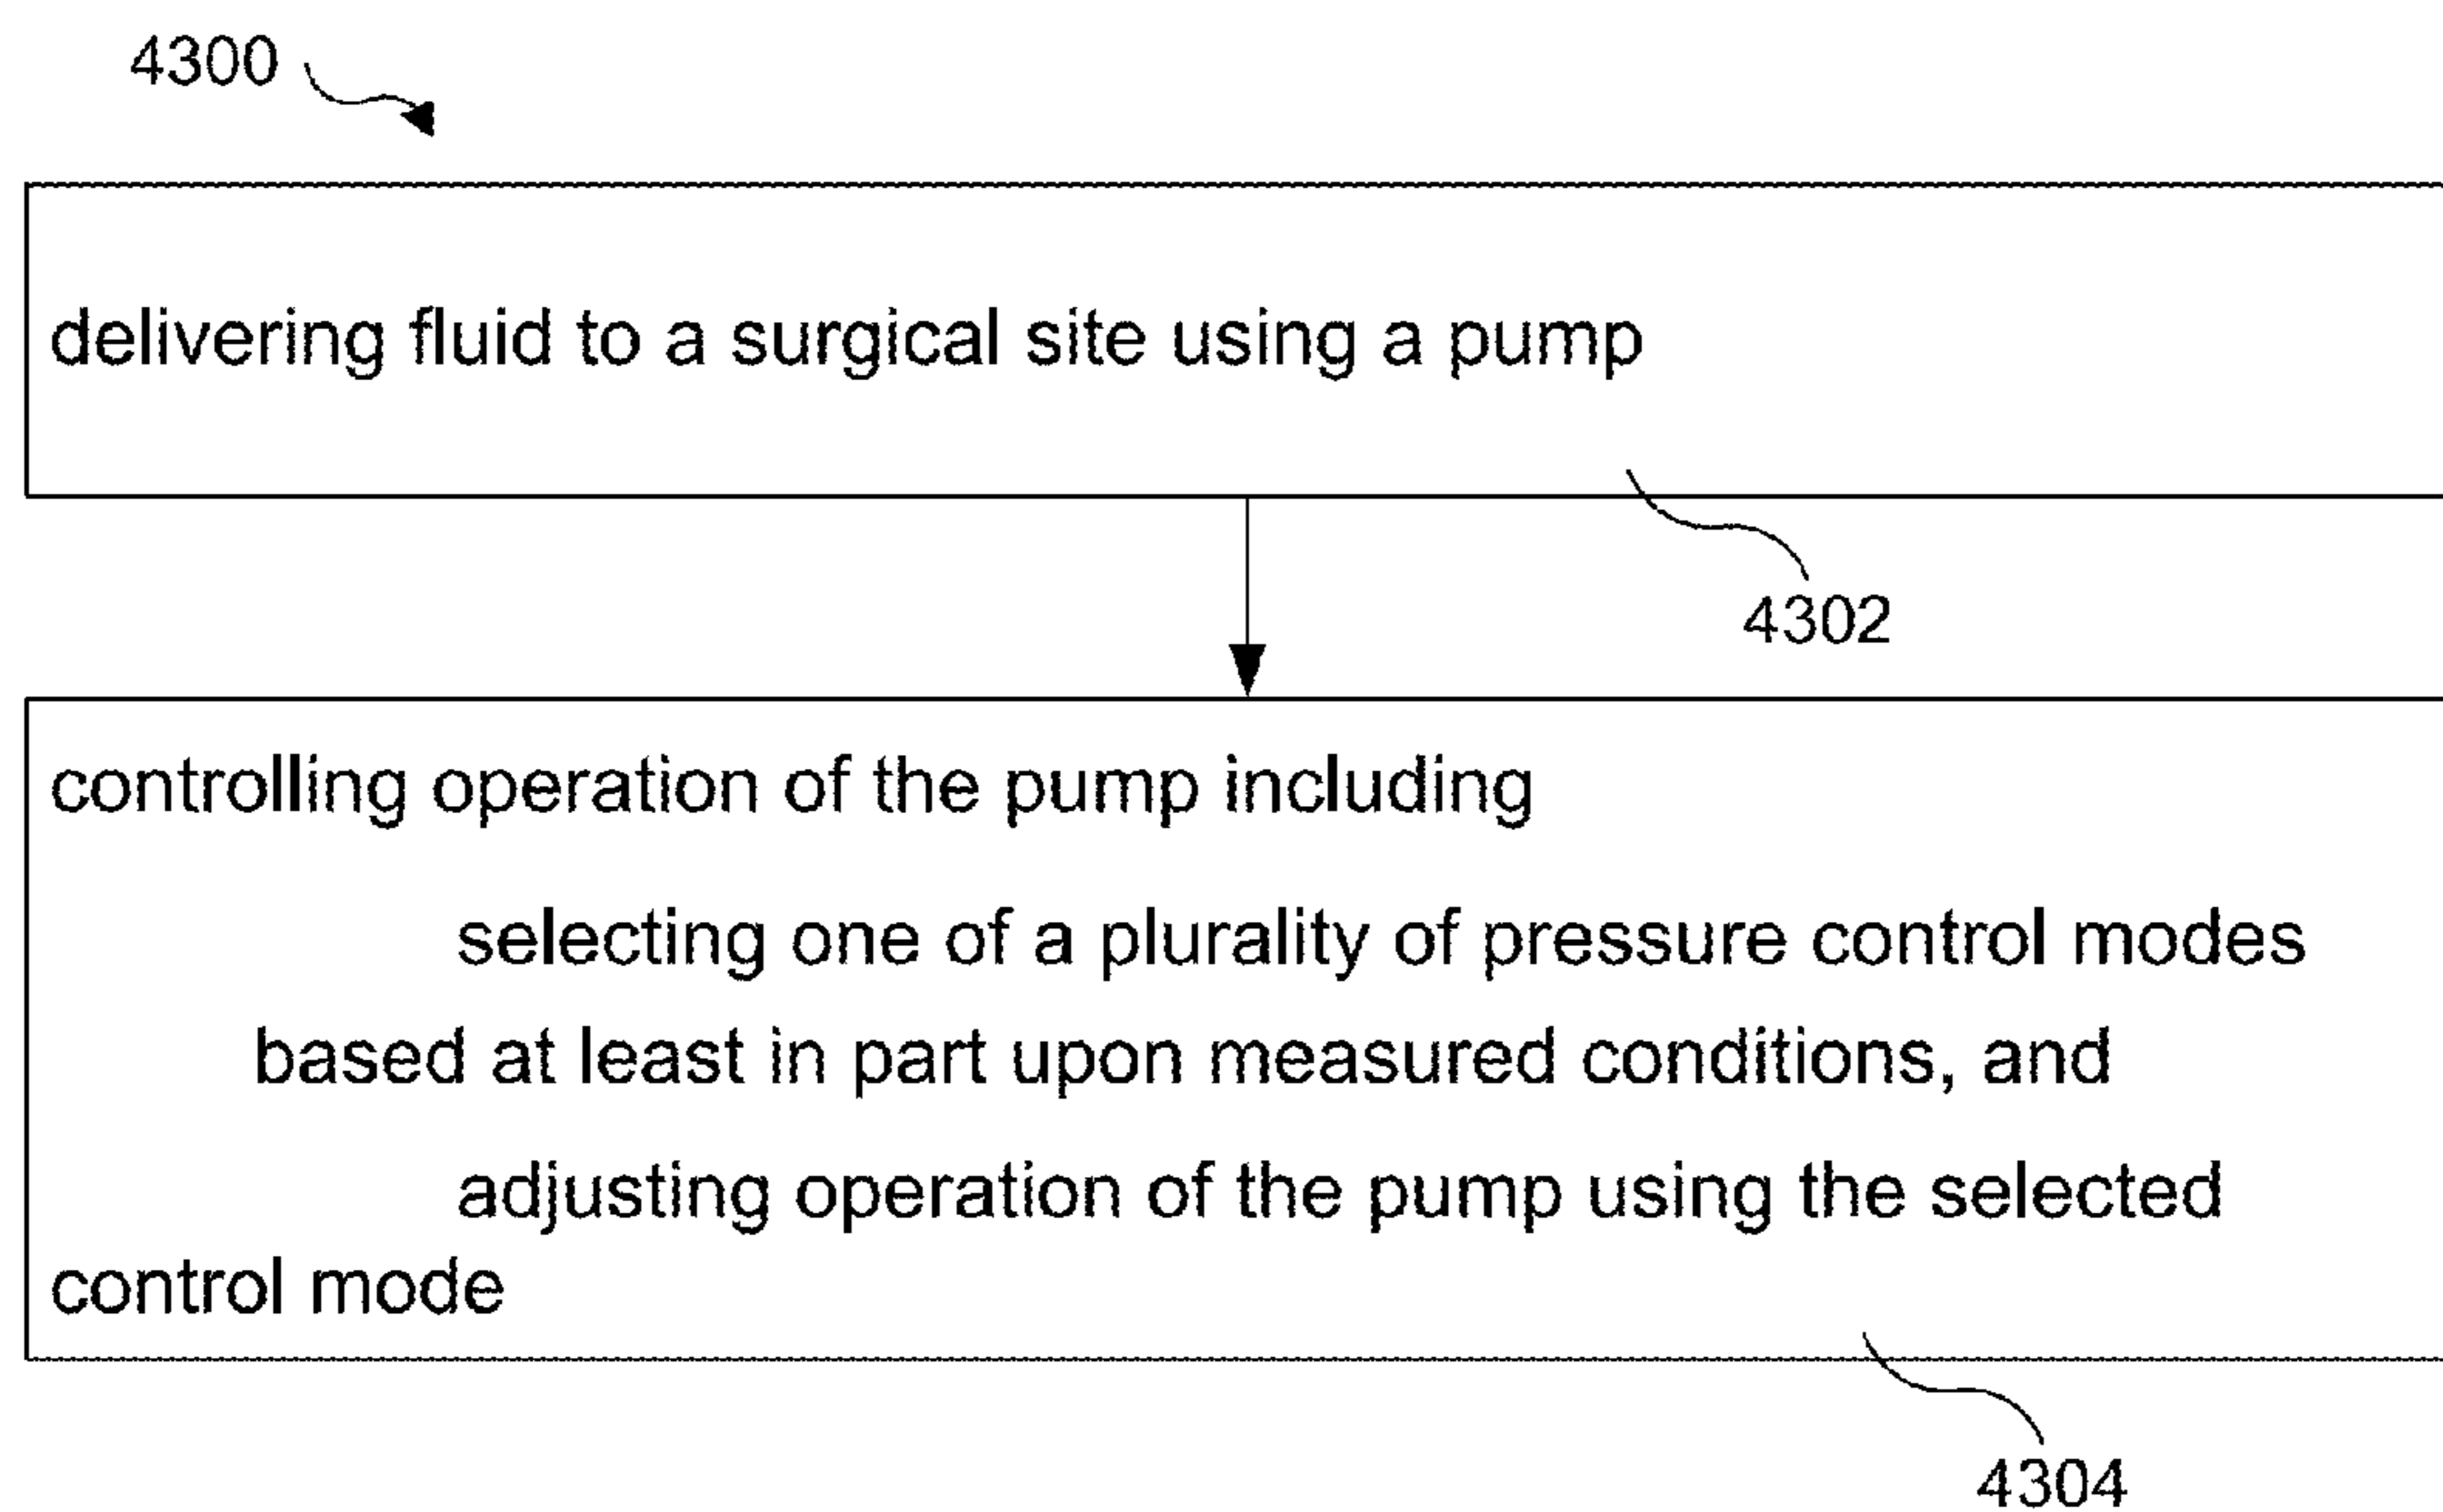 4300
delivering fluid to a surgical site using a pump
4302
controlling operation of the pump including
selecting one of a plurality of pressure control modes
based at least in part upon measured conditions, and
adjusting operation of the pump using the selected
control mode
4304